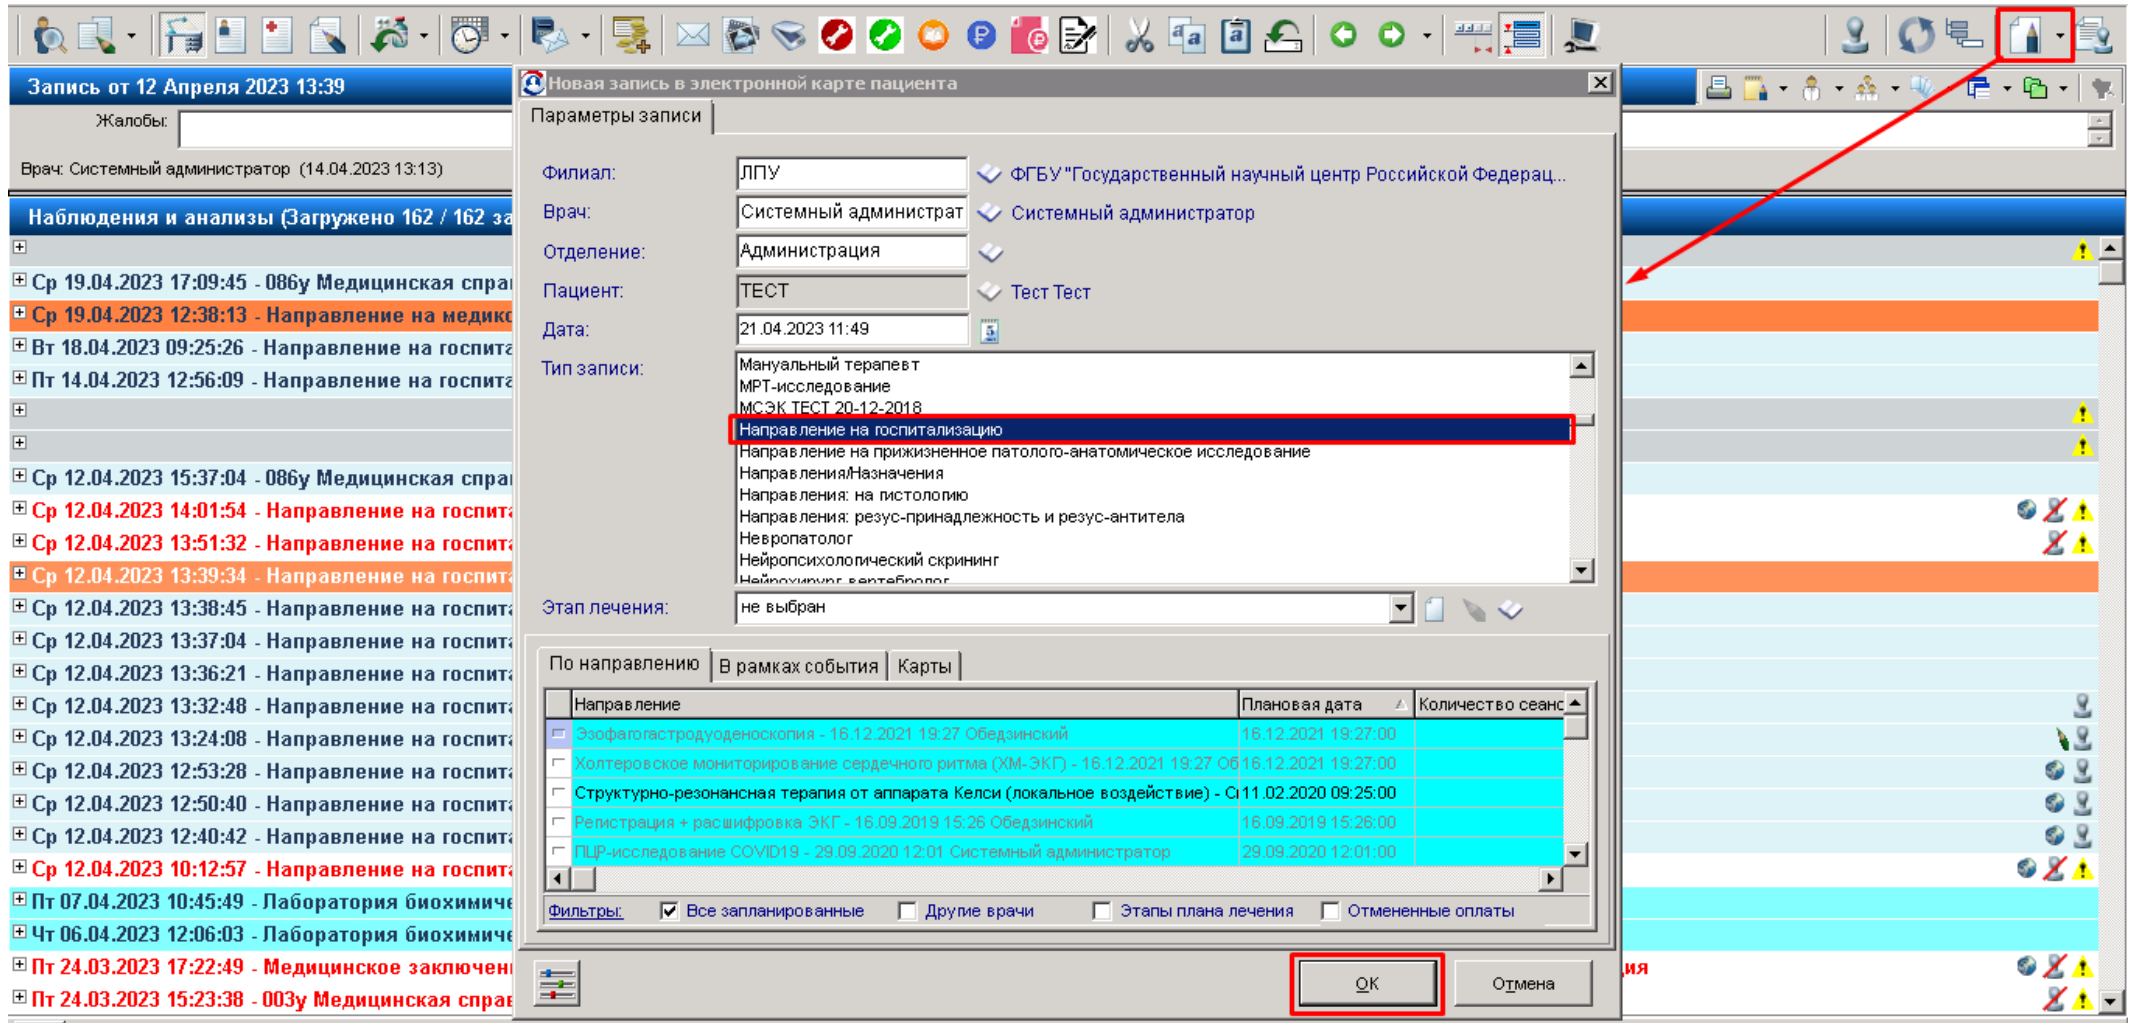 Запись от 12 Апреля 2023 13:39
Жалобы:
Врач: Системный администратор (14.04.2023 13:13)
Наблюдения и анализы (Загружено 162 / 162 за
Ср 19.04.2023 17:09:45 - 086у Медицинская спра
Ср 19.04.2023 12:38:13 - Направление на медико
Вт 18.04.2023 09:25:26 - Направление на госпита
Пт 14.04.2023 12:56:09 - Направление на госпита
Ср 12.04.2023 15:37:04 - 086у Медицинская спра
Ср 12.04.2023 14:01:54 - Направление на госпита
Ср 12.04.2023 13:51:32 - Направление на госпита
Ср 12.04.2023 13:39:34 - Направление на госпита
Ср 12.04.2023 13:38:45 - Направление на госпита
Ср 12.04.2023 13:37:04 - Направление на госпита
Ср 12.04.2023 13:36:21 - Направление на госпита
Ср 12.04.2023 13:32:48 - Направление на госпита
Ср 12.04.2023 13:24:08 - Направление на госпита
Ср 12.04.2023 12:53:28 - Направление на госпита
Ср 12.04.2023 12:50:40 - Направление на госпита
Ср 12.04.2023 12:40:42 - Направление на госпита
Ср 12.04.2023 10:12:57 - Направление на госпита
Пт 07.04.2023 10:45:49 - Лаборатория биохимиче
Чт 06.04.2023 12:06:03 - Лаборатория биохимиче
Пт 24.03.2023 17:22:49 - Медицинское заключен
ия
Пт 24.03.2023 15:23:38 - 003у Медицинская справ
Новая запись в электронной карте пациента
Параметры записи
Филиал: ЛПУ ФГБУ "Государственный научный центр Российской Федерац...
Врач: Системный администрат Системный администратор
Отделение: Администрация
Пациент: ТЕСТ Тест Тест
Дата: 21.04.2023 11:49
Тип записи:
Мануальный терапевт
МРТ-исследование
МСЭК ТЕСТ 20-12-2018
Направление на госпитализацию
Направление на прижизненное патолого-анатомическое исследование
Направления/Назначения
Направления: на гистологию
Направления: резус-принадлежность и резус-антитела
Невропатолог
Нейропсихологический скрининг
Нейрохирург вертебролог
Этап лечения: не выбран
По направлению В рамках события Карты
Направление Плановая дата Количество сеанс
Эзофагогастродуоденоскопия - 16.12.2021 19:27 Обедзинский 16.12.2021 19:27:00
Холтеровское мониторирование сердечного ритма (ХМ-ЭКГ) - 16.12.2021 19:27 Об 16.12.2021 19:27:00
Структурно-резонансная терапия от аппарата Келси (локальное воздействие) - Си 11.02.2020 09:25:00
Регистрация + расшифровка ЭКГ - 16.09.2019 15:26 Обедзинский 16.09.2019 15:26:00
ПЦР-исследование COVID19 - 29.09.2020 12:01 Системный администратор 29.09.2020 12:01:00
Фильтры: Все запланированные Другие врачи Этапы плана лечения Отмененные оплаты
OK Отмена